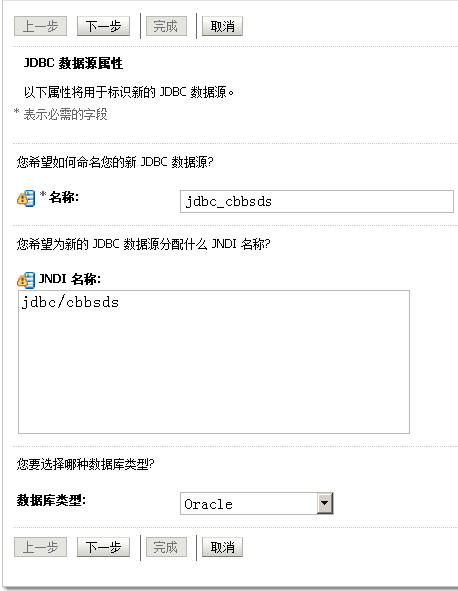 上一步 下一步 完成 取消
JDBC 数据源属性
以下属性将用于标识新的 JDBC 数据源。
* 表示必需的字段
您希望如何命名您的新 JDBC 数据源?
* 名称: jdbc_cbbsds
您希望为新的 JDBC 数据源分配什么 JNDI 名称?
JNDI 名称:
jdbc/cbbsds
您要选择哪种数据库类型?
数据库类型: Oracle
上一步 下一步 完成 取消